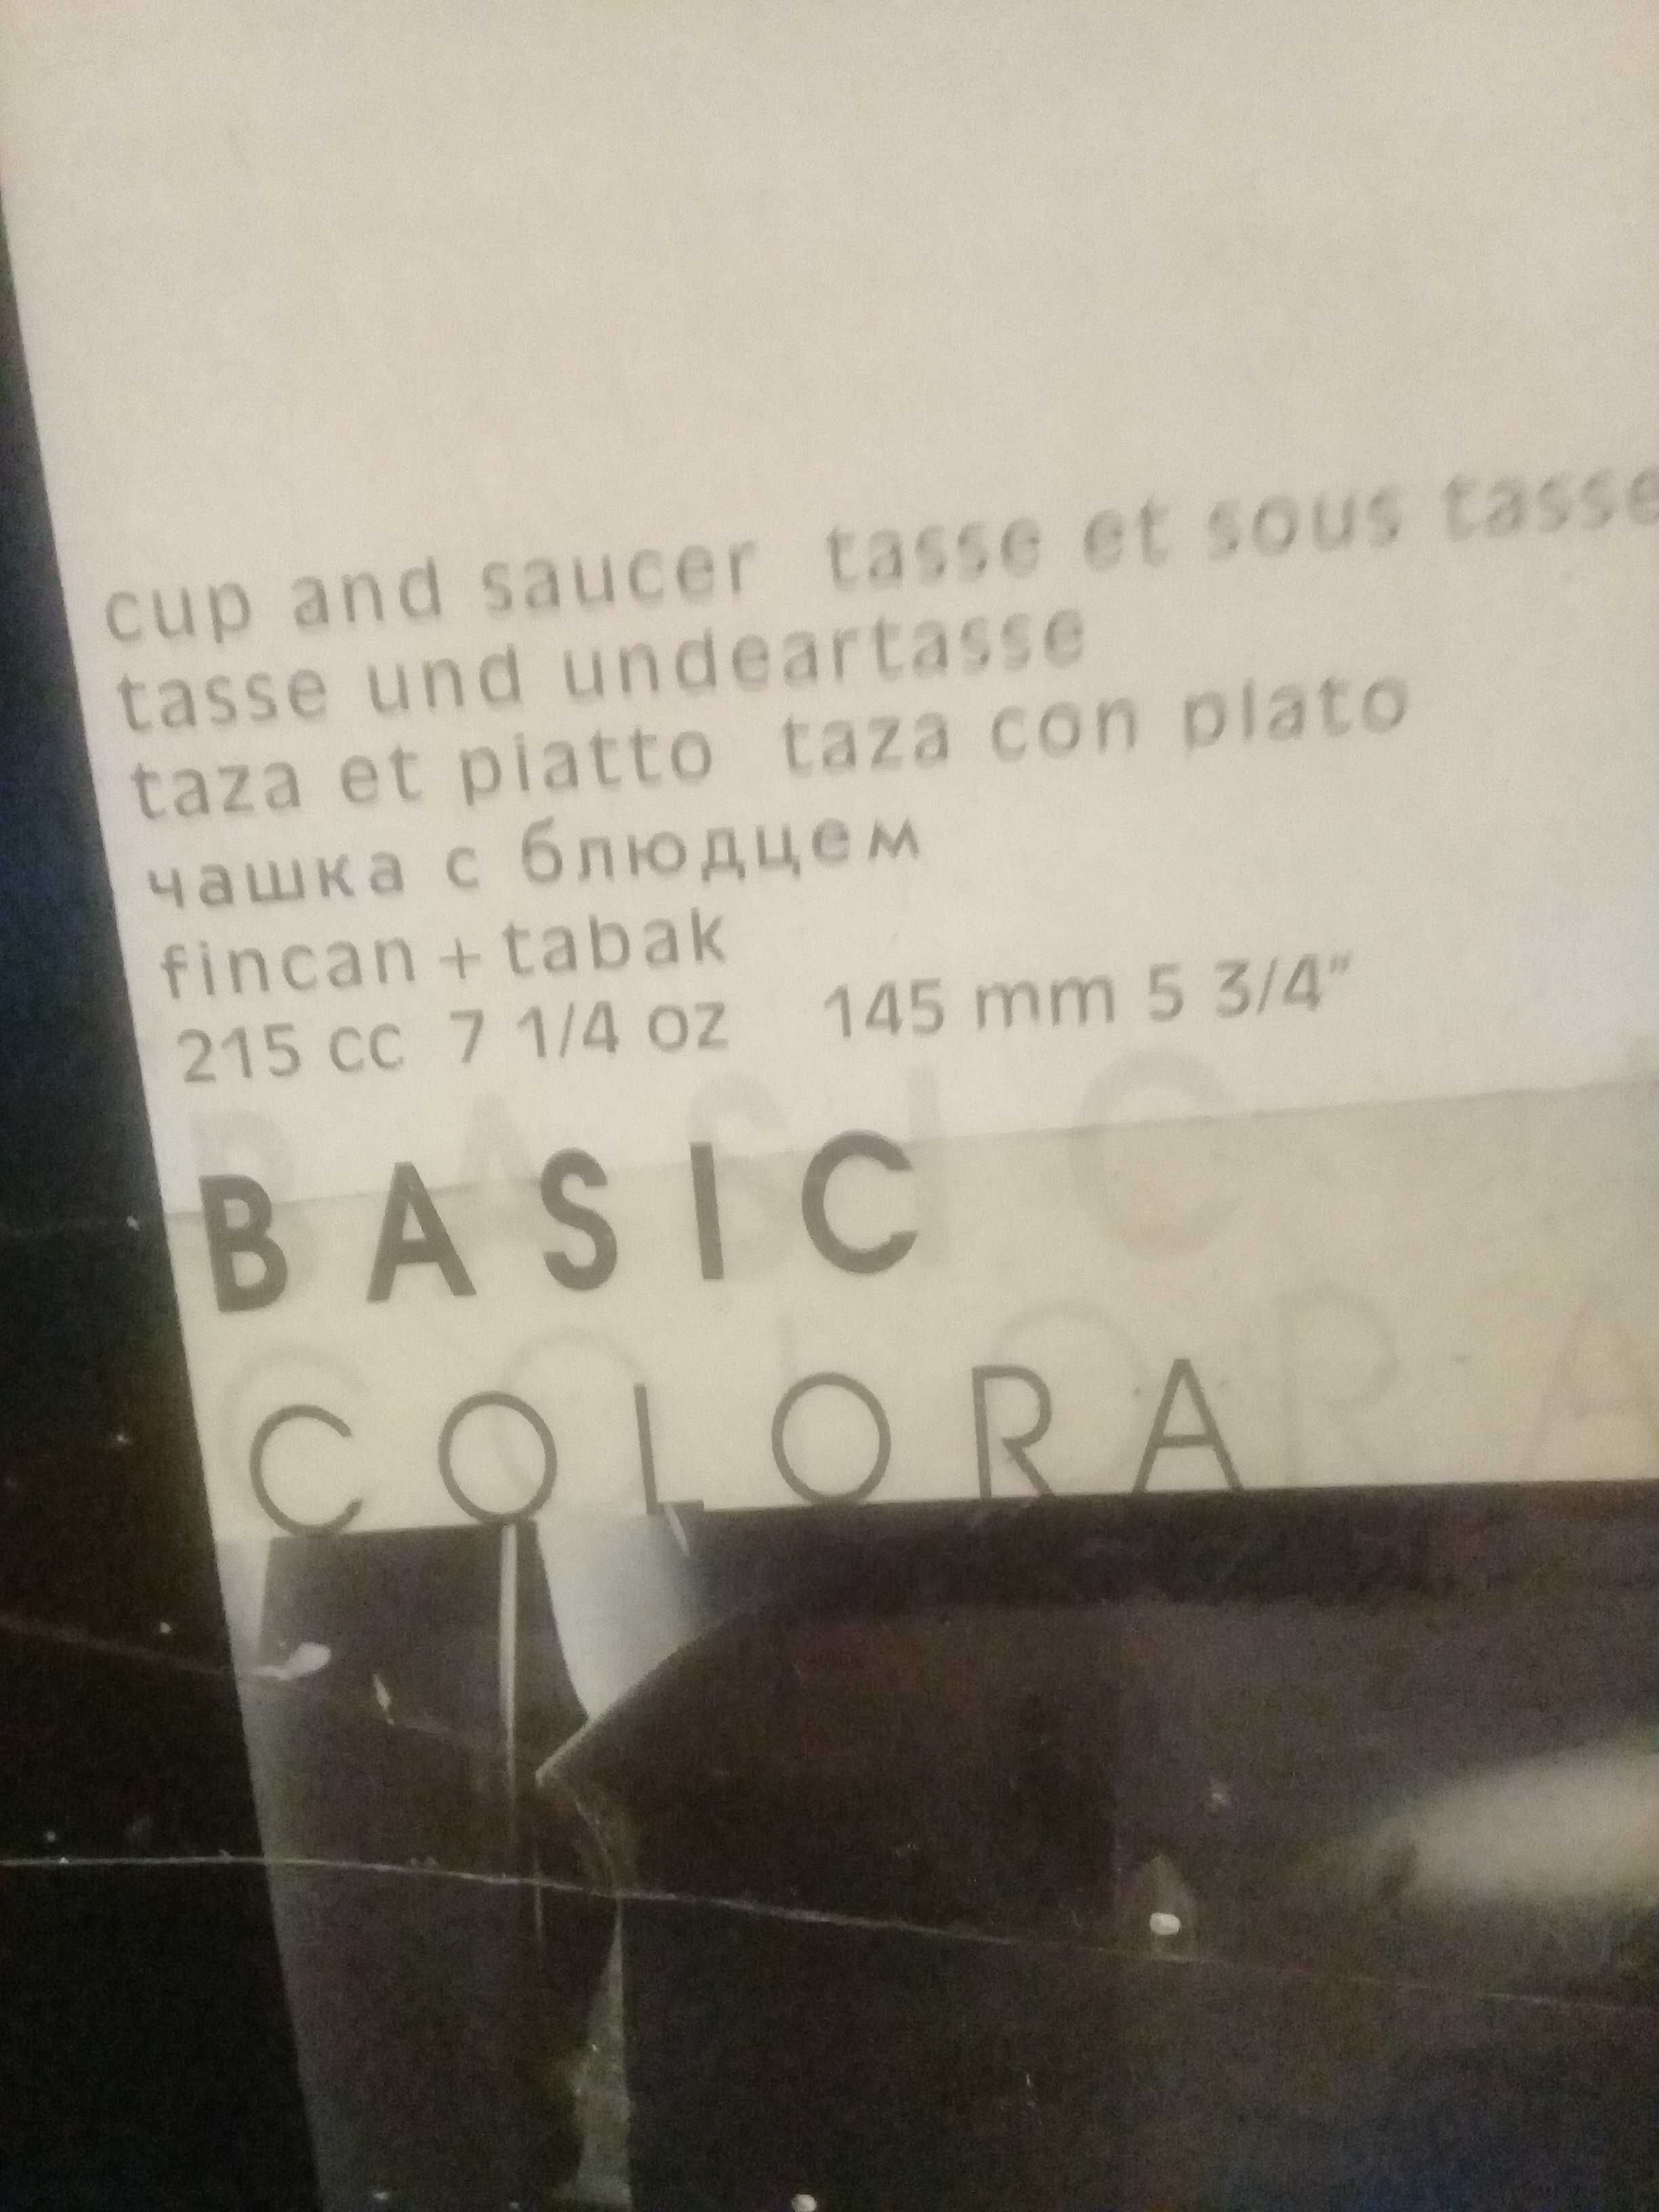 cup and saucer tasse et sous tasse
tasse und undeartasse
taza et piatto taza con plato
чашка с блюдцем
fincan + tabak
215 cc 7 1/4 oz 145 mm 5 3/4"
BASIC
COLORA